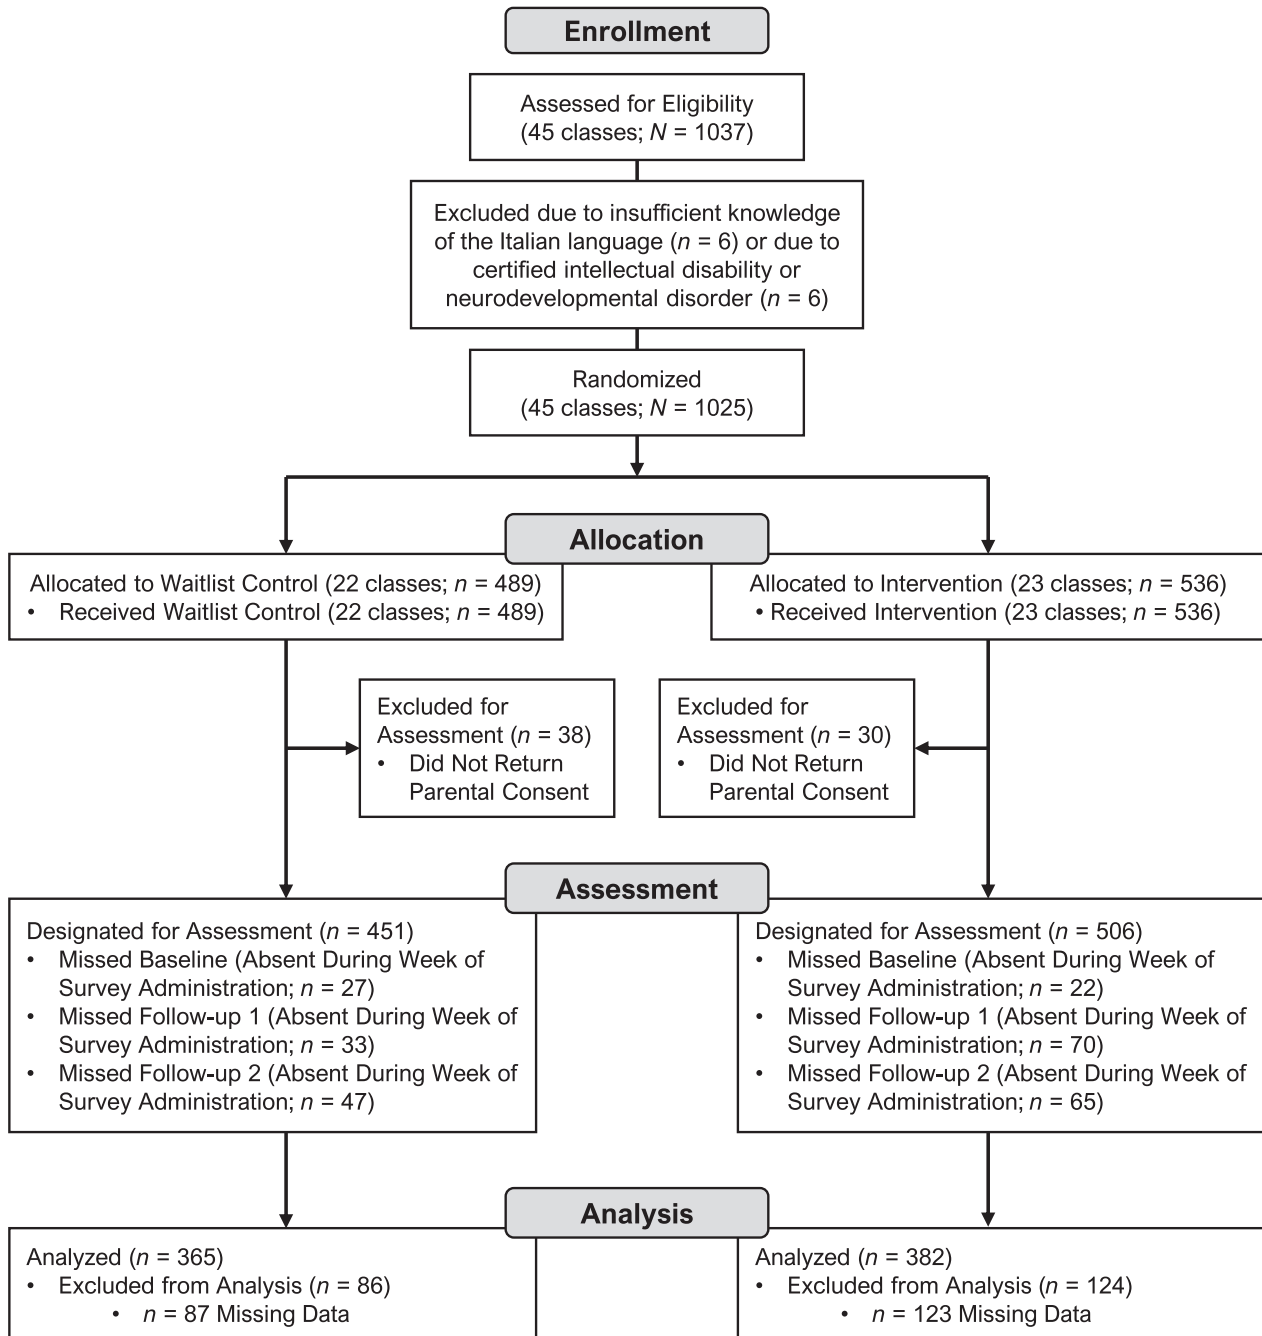 Enrollment
Assessed for Eligibility
(45 classes; N = 1037)
Excluded due to insufficient knowledge
of the Italian language (n = 6) or due to
certified intellectual disability or
neurodevelopmental disorder (n = 6)
Randomized
(45 classes; N = 1025)
Allocation
Allocated to Waitlist Control (22 classes; n = 489)
• Received Waitlist Control (22 classes; n = 489)
Allocated to Intervention (23 classes; n = 536)
• Received Intervention (23 classes; n = 536)
Excluded for
Assessment (n = 38)
• Did Not Return
Parental Consent
Excluded for
Assessment (n = 30)
• Did Not Return
Parental Consent
Assessment
Designated for Assessment (n = 451)
• Missed Baseline (Absent During Week of
Survey Administration; n = 27)
• Missed Follow-up 1 (Absent During Week of
Survey Administration; n = 33)
• Missed Follow-up 2 (Absent During Week of
Survey Administration; n = 47)
Designated for Assessment (n = 506)
• Missed Baseline (Absent During Week of
Survey Administration; n = 22)
• Missed Follow-up 1 (Absent During Week of
Survey Administration; n = 70)
• Missed Follow-up 2 (Absent During Week of
Survey Administration; n = 65)
Analysis
Analyzed (n = 365)
• Excluded from Analysis (n = 86)
• n = 87 Missing Data
Analyzed (n = 382)
• Excluded from Analysis (n = 124)
• n = 123 Missing Data